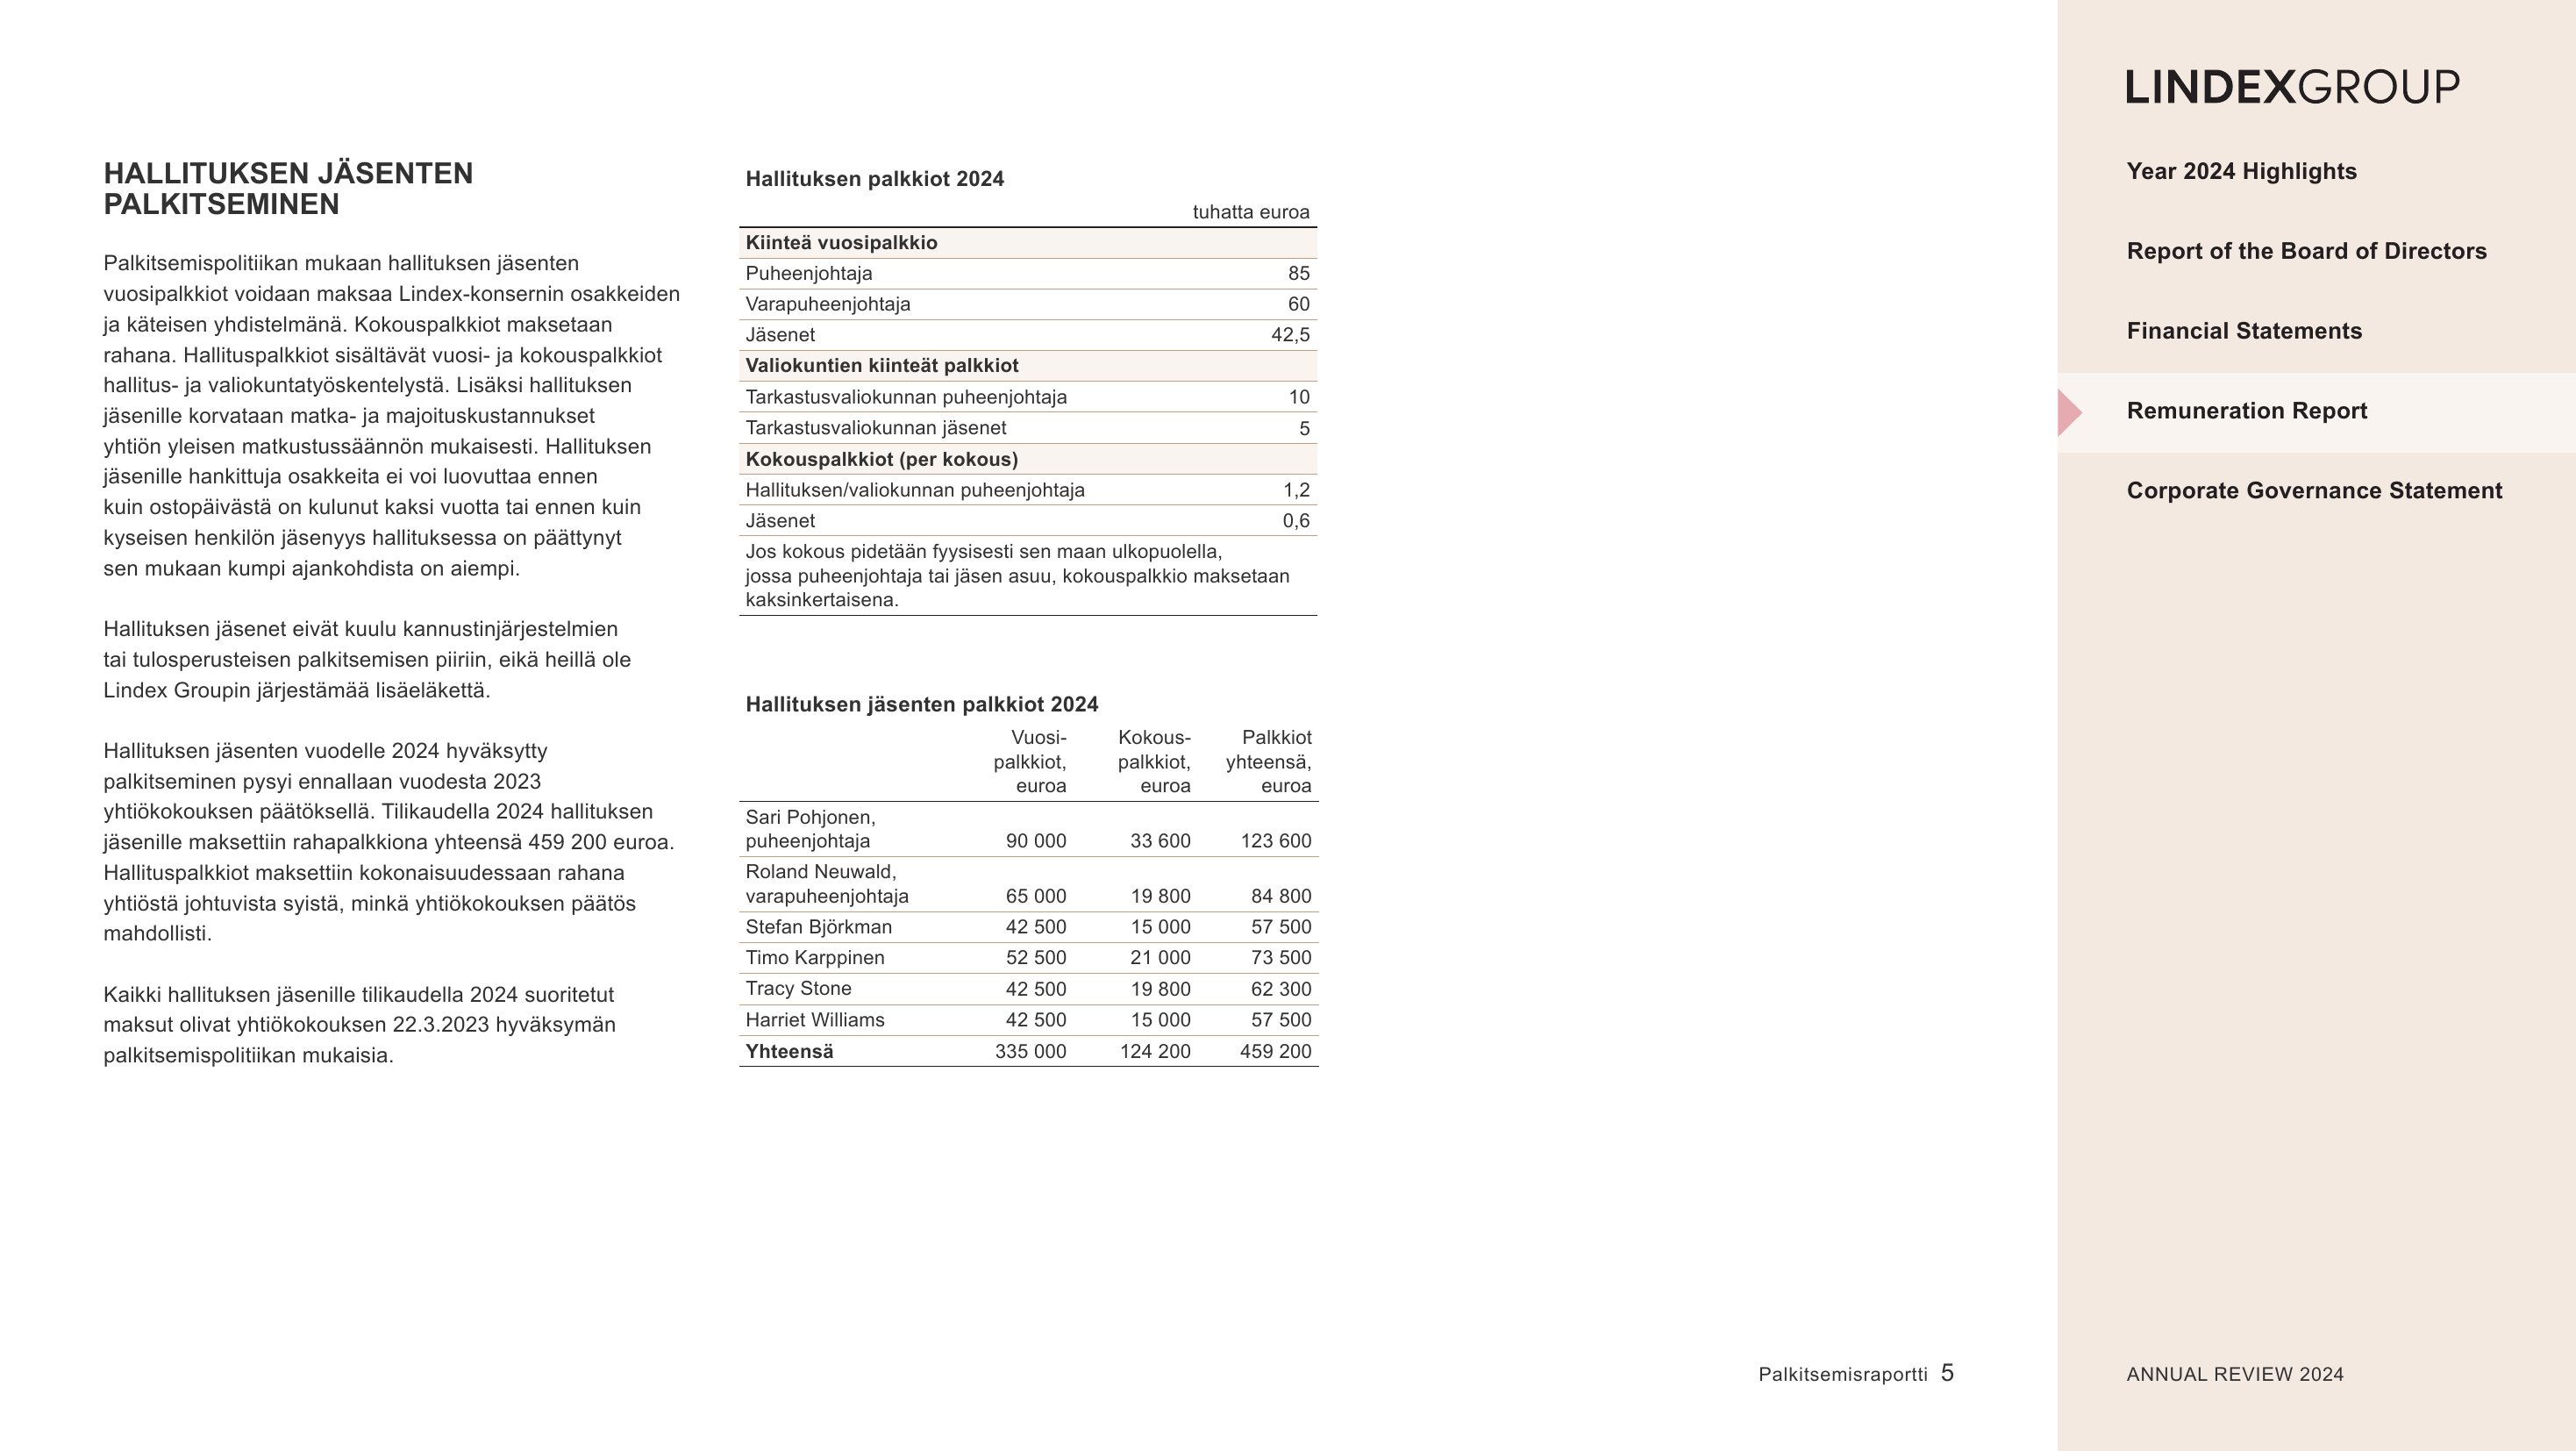 HALLITUKSEN JÄSENTEN
PALKITSEMINEN
Palkitsemispolitiikan mukaan hallituksen jäsenten
vuosipalkkiot voidaan maksaa Lindex-konsernin osakkeiden
ja käteisen yhdistelmänä. Kokouspalkkiot maksetaan
rahana. Hallituspalkkiot sisältävät vuosi- ja kokouspalkkiot
hallitus- ja valiokuntatyöskentelystä. Lisäksi hallituksen
jäsenille korvataan matka- ja majoituskustannukset
yhtiön yleisen matkustussäännön mukaisesti. Hallituksen
jäsenille hankittuja osakkeita ei voi luovuttaa ennen
kuin ostopäivästä on kulunut kaksi vuotta tai ennen kuin
kyseisen henkilön jäsenyys hallituksessa on päättynyt
sen mukaan kumpi ajankohdista on aiempi.
Hallituksen jäsenet eivät kuulu kannustinjärjestelmien
tai tulosperusteisen palkitsemisen piiriin, eikä heillä ole
Lindex Groupin järjestämää lisäeläkettä.
Hallituksen jäsenten vuodelle 2024 hyväksytty
palkitseminen pysyi ennallaan vuodesta 2023
yhtiökokouksen päätöksellä. Tilikaudella 2024 hallituksen
jäsenille maksettiin rahapalkkiona yhteensä 459 200 euroa.
Hallituspalkkiot maksettiin kokonaisuudessaan rahana
yhtiöstä johtuvista syistä, minkä yhtiökokouksen päätös
mahdollisti.
Kaikki hallituksen jäsenille tilikaudella 2024 suoritetut
maksut olivat yhtiökokouksen 22.3.2023 hyväksymän
palkitsemispolitiikan mukaisia.
Hallituksen palkkiot 2024
tuhatta euroa
Kiinteä vuosipalkkio
Puheenjohtaja 85
Varapuheenjohtaja 60
Jäsenet 42,5
Valiokuntien kiinteät palkkiot
Tarkastusvaliokunnan puheenjohtaja 10
Tarkastusvaliokunnan jäsenet 5
Kokouspalkkiot (per kokous)
Hallituksen/valiokunnan puheenjohtaja 1,2
Jäsenet 0,6
Jos kokous pidetään fyysisesti sen maan ulkopuolella,
jossa puheenjohtaja tai jäsen asuu, kokouspalkkio maksetaan
kaksinkertaisena.
Hallituksen jäsenten palkkiot 2024
Vuosi- Kokous- Palkkiot
palkkiot, palkkiot, yhteensä,
euroa euroa euroa
Sari Pohjonen,
puheenjohtaja 90 000 33 600 123 600
Roland Neuwald,
varapuheenjohtaja 65 000 19 800 84 800
Stefan Björkman 42 500 15 000 57 500
Timo Karppinen 52 500 21 000 73 500
Tracy Stone 42 500 19 800 62 300
Harriet Williams 42 500 15 000 57 500
Yhteensä 335 000 124 200 459 200
LINDEXGROUP
Year 2024 Highlights
Report of the Board of Directors
Financial Statements
Remuneration Report
Corporate Governance Statement
Palkitsemisraportti 5
ANNUAL REVIEW 2024